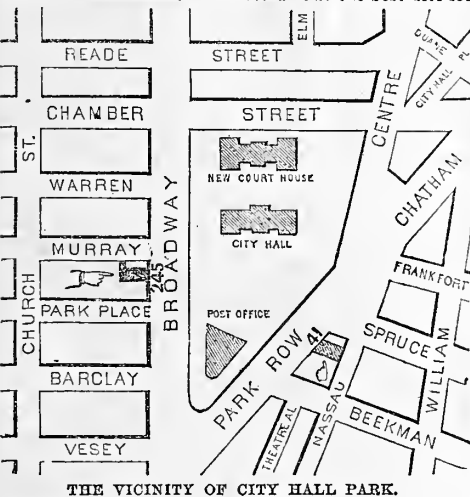 ELM
READE STREET
DUANE
PL
CITY HALL
CHAMBER STREET
CENTRE
ST.
CHURCH
NEW COURT HOUSE
CHATHAM
WARREN
BROADWAY
CITY HALL
MURRAY
245
FRANKFORT
PARK PLACE
POST OFFICE
41
SPRUCE
WILLIAM
PARK ROW
BARCLAY
NASSAU
BEEKMAN
THEATRE AL
VESEY
THE VICINITY OF CITY HALL PARK.